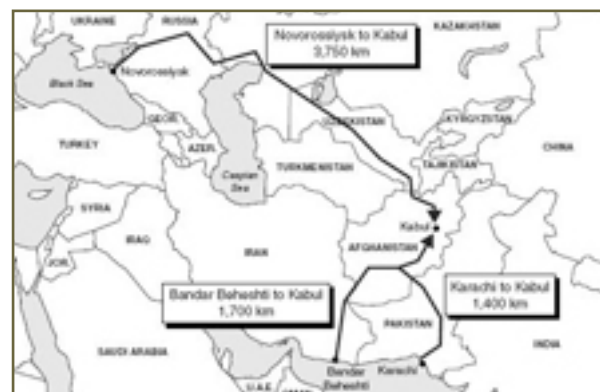 UKRAINE
RUSSIA
KAZAKHSTAN
Novorossiysk to Kabul
3,750 km
Black Sea
Novorossiysk
GEOR.
UZBEKISTAN
KYRGYZSTAN
TURKEY
AZER.
TURKMENISTAN
TAJIKISTAN
CHINA
Caspian
Sea
SYRIA
Kabul
IRAQ
IRAN
AFGHANISTAN
JOR.
Bandar Beheshti to Kabul
1,700 km
Karachi to Kabul
1,400 km
PAKISTAN
INDIA
SAUDI ARABIA
Bandar
Beheshti
Karachi
U.A.E.
OMAN